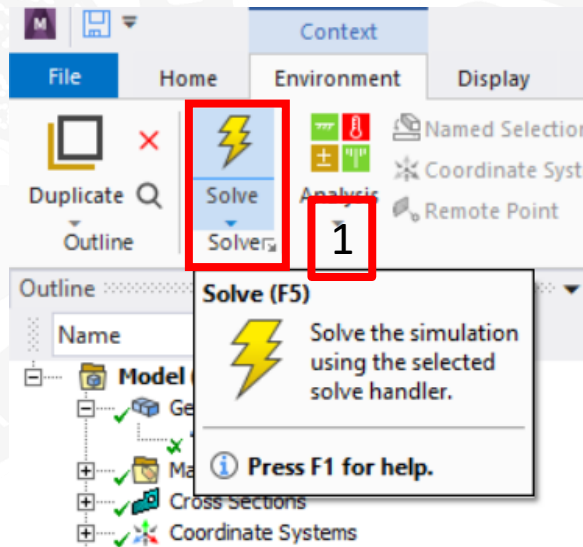 M
Context
File Home Environment Display
Named Selection
Coordinate Syst
Remote Point
Duplicate Solve Analysis
Outline Solver
1
Outline
Name
Solve (F5)
Solve the simulation
using the selected
solve handler.
Press F1 for help.
Model (
Ge
Ma
Cross Sections
Coordinate Systems